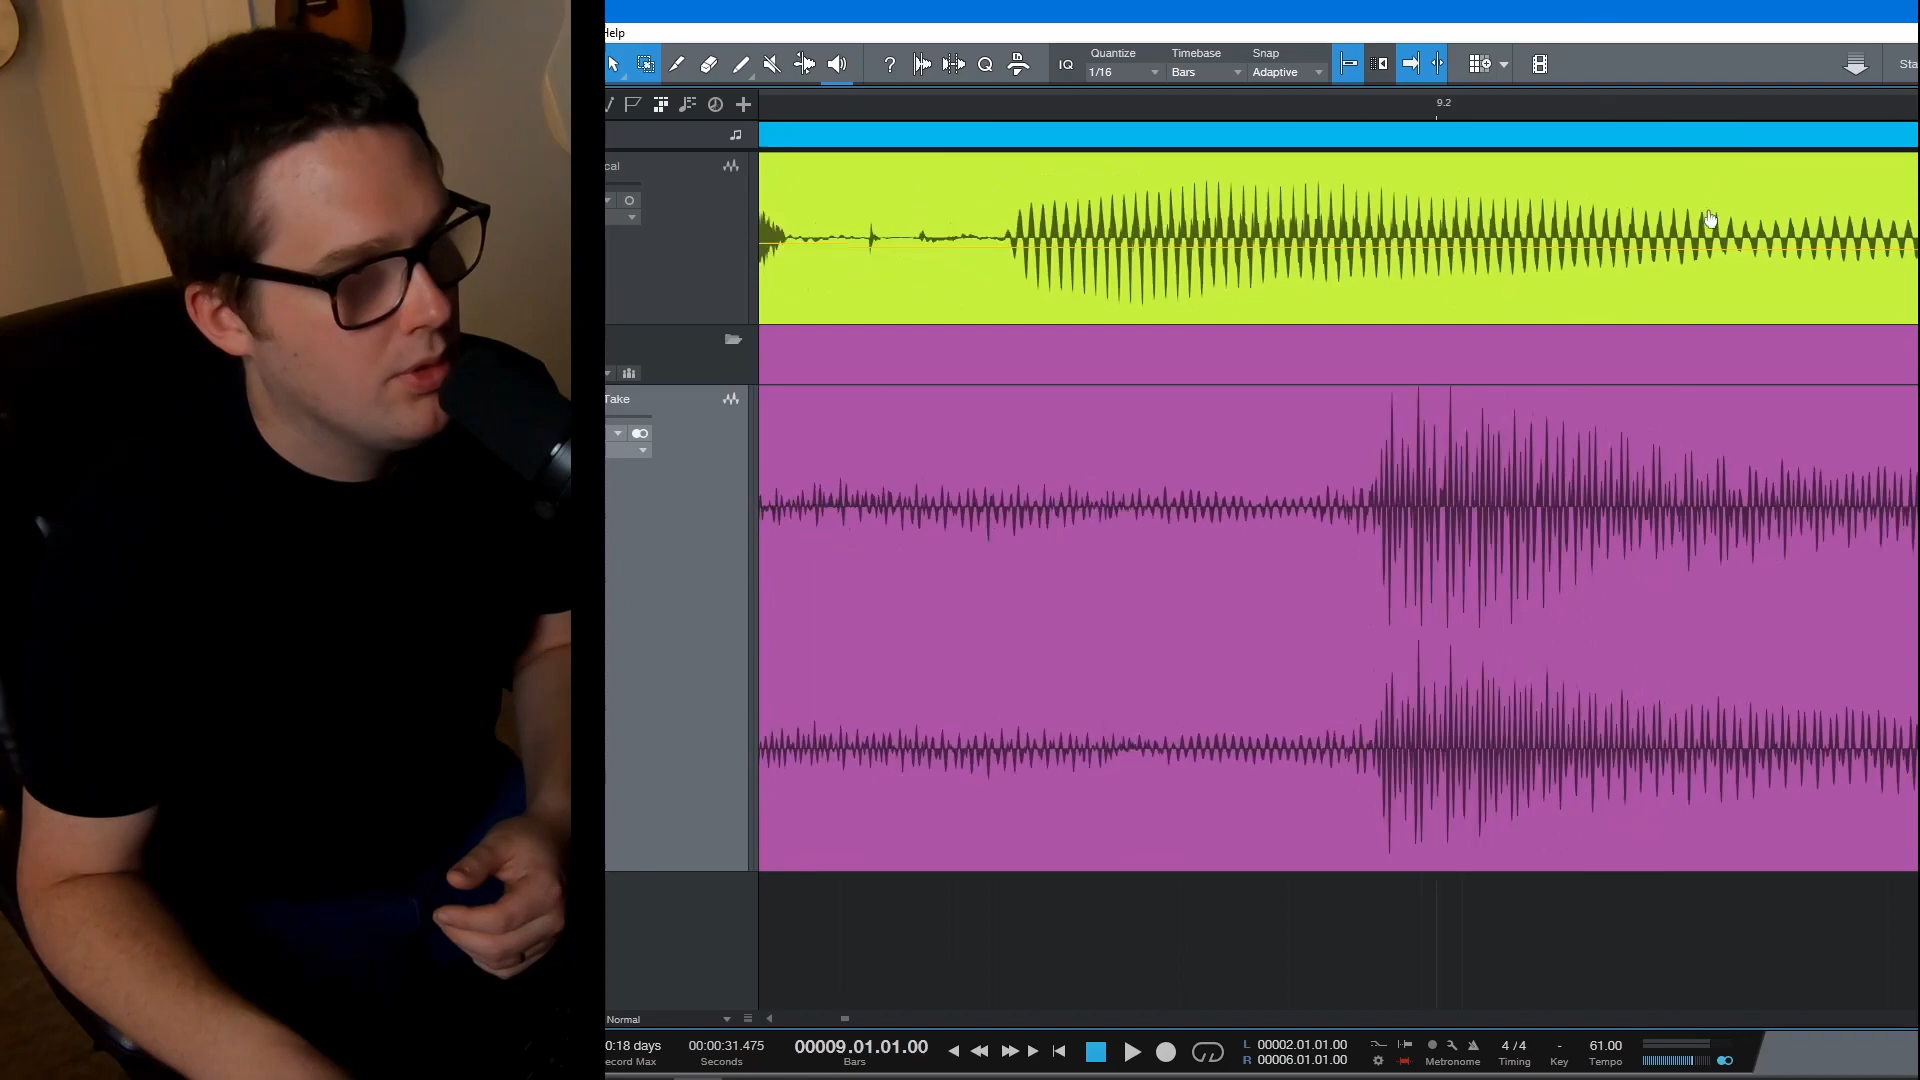 Help
Quantize
Timebase
Snap
IQ
1/16
Bars
Adaptive
Sta
9.2
cal
Take
Normal
0:18 days
ecord Max
00:00:31.475
Seconds
00009.01.01.00
Bars
L 00002.01.01.00
R 00006.01.01.00
Metronome
4 / 4
Timing
-
Key
61.00
Tempo